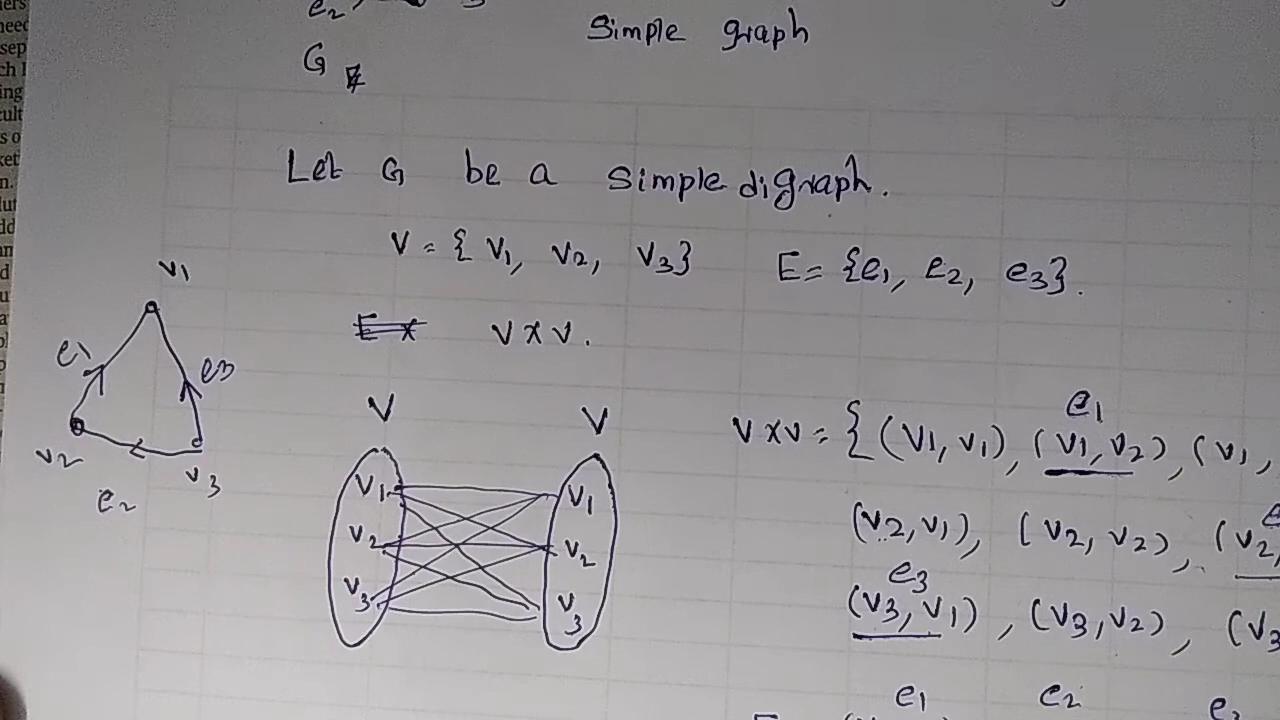 e2,
Simple graph
G
Let G be a simple digraph.
V = { V1, V2, V3} E= {e1, e2, e3}.
V X V.
V1
e1
e3
V2
V3
e2
V V
V1 V1
V2 V2
V3 V3
e1
V X V = { (V1, V1), (V1, V2), (V1,
(V2, V1), (V2, V2), (V2,
e3
(V3, V1), (V3, V2), (V3
e1 e2